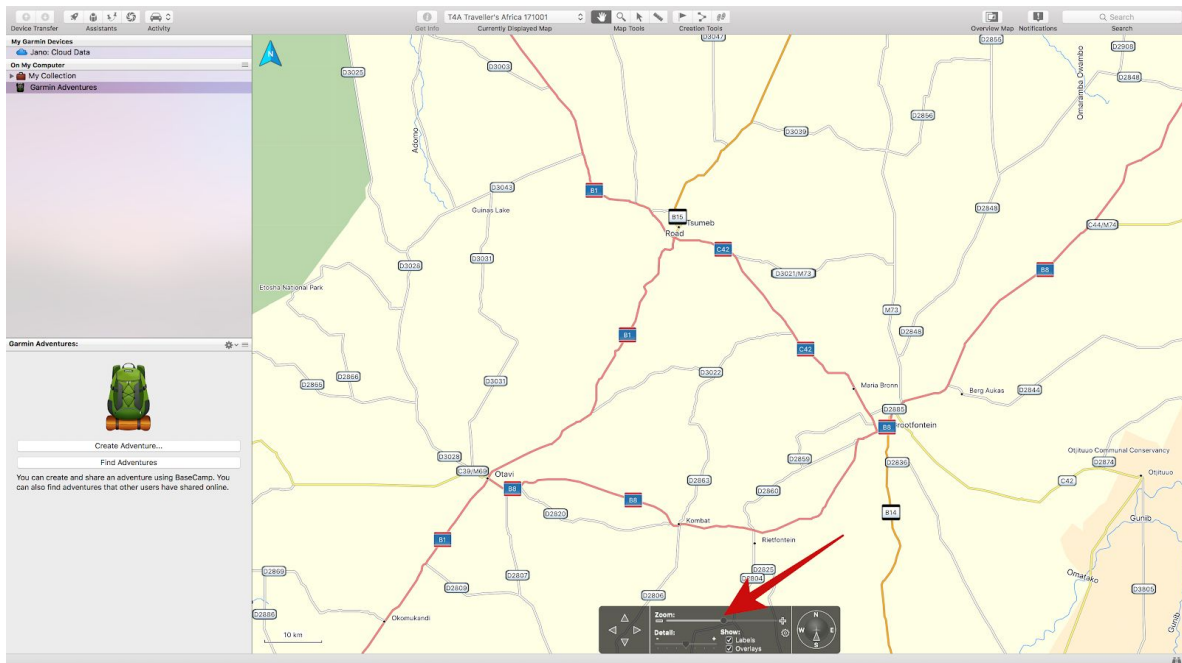 T4A Traveller's Africa 171001
Search
Device Transfer
Assistants
Activity
Get Info
Currently Displayed Map
Map Tools
Creation Tools
Overview Map
Notifications
Search
My Garmin Devices
Jano: Cloud Data
On My Computer
My Collection
Garmin Adventures
Garmin Adventures:
Create Adventure...
Find Adventures
You can create and share an adventure using BaseCamp. You
can also find adventures that other users have shared online.
N
D3047
D2855
D2908
D3003
D3025
D2848
Omaramba Owambo
D2856
D3039
Adomo
D3043
B1
Guinas Lake
D2848
B15
Tsumeb
Road
C44/M74
C42
D3031
D3028
D3021/M73
B8
Etosha National Park
M73
B1
D2848
C42
D3022
D2866
D2865
D3031
Maria Bronn
Berg Aukas
D2844
D2885
B8
rootfontein
Otjituuo Communal Conservancy
D3028
D2859
D2836
D2874
C39/M69
Otavi
Otjituuo
D2863
C42
B8
B8
D2860
D2820
B14
Gunib
Kombat
B1
Rietfontein
D2869
D2825
D2804
D2807
D2809
Omatako
D2806
D3805
D2886
Okomukandi
Gunib
10 km
Zoom:
Detail:
Show:
Labels
Overlays
N
W
E
S